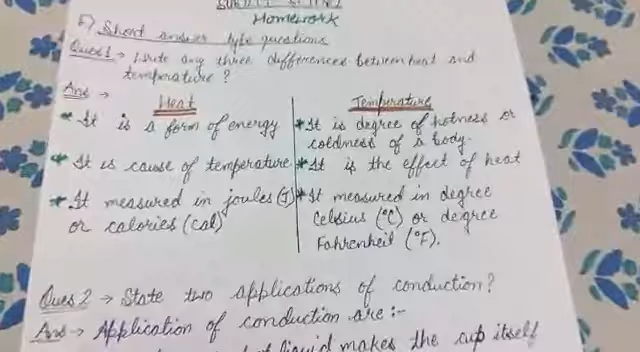 Homework
F) Short answer type questions
Ques 1 → Write any three differences between heat and
temperature?
Ans →
Heat
* It is a form of energy
* It is cause of temperature
* It measured in joules (J)
or calories (cal)
Temperature
* It is degree of hotness or
coldness of a body.
* It is the effect of heat
* It measured in degree
Celsius (°C) or degree
Fahrenheit (°F).
Ques 2 → State two applications of conduction?
Ans → Application of conduction are :-
liquid makes the cup itself